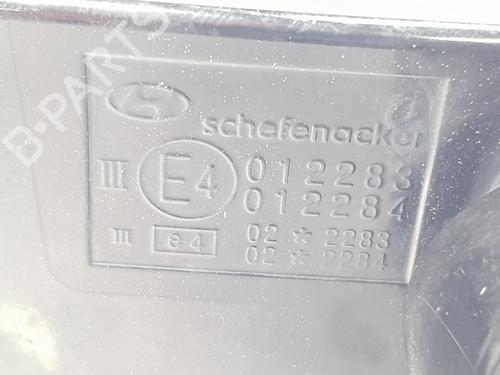 B-PARTS
schefenacker
III E4 012283
012284
III e4 02 * 2283
02 * 2284